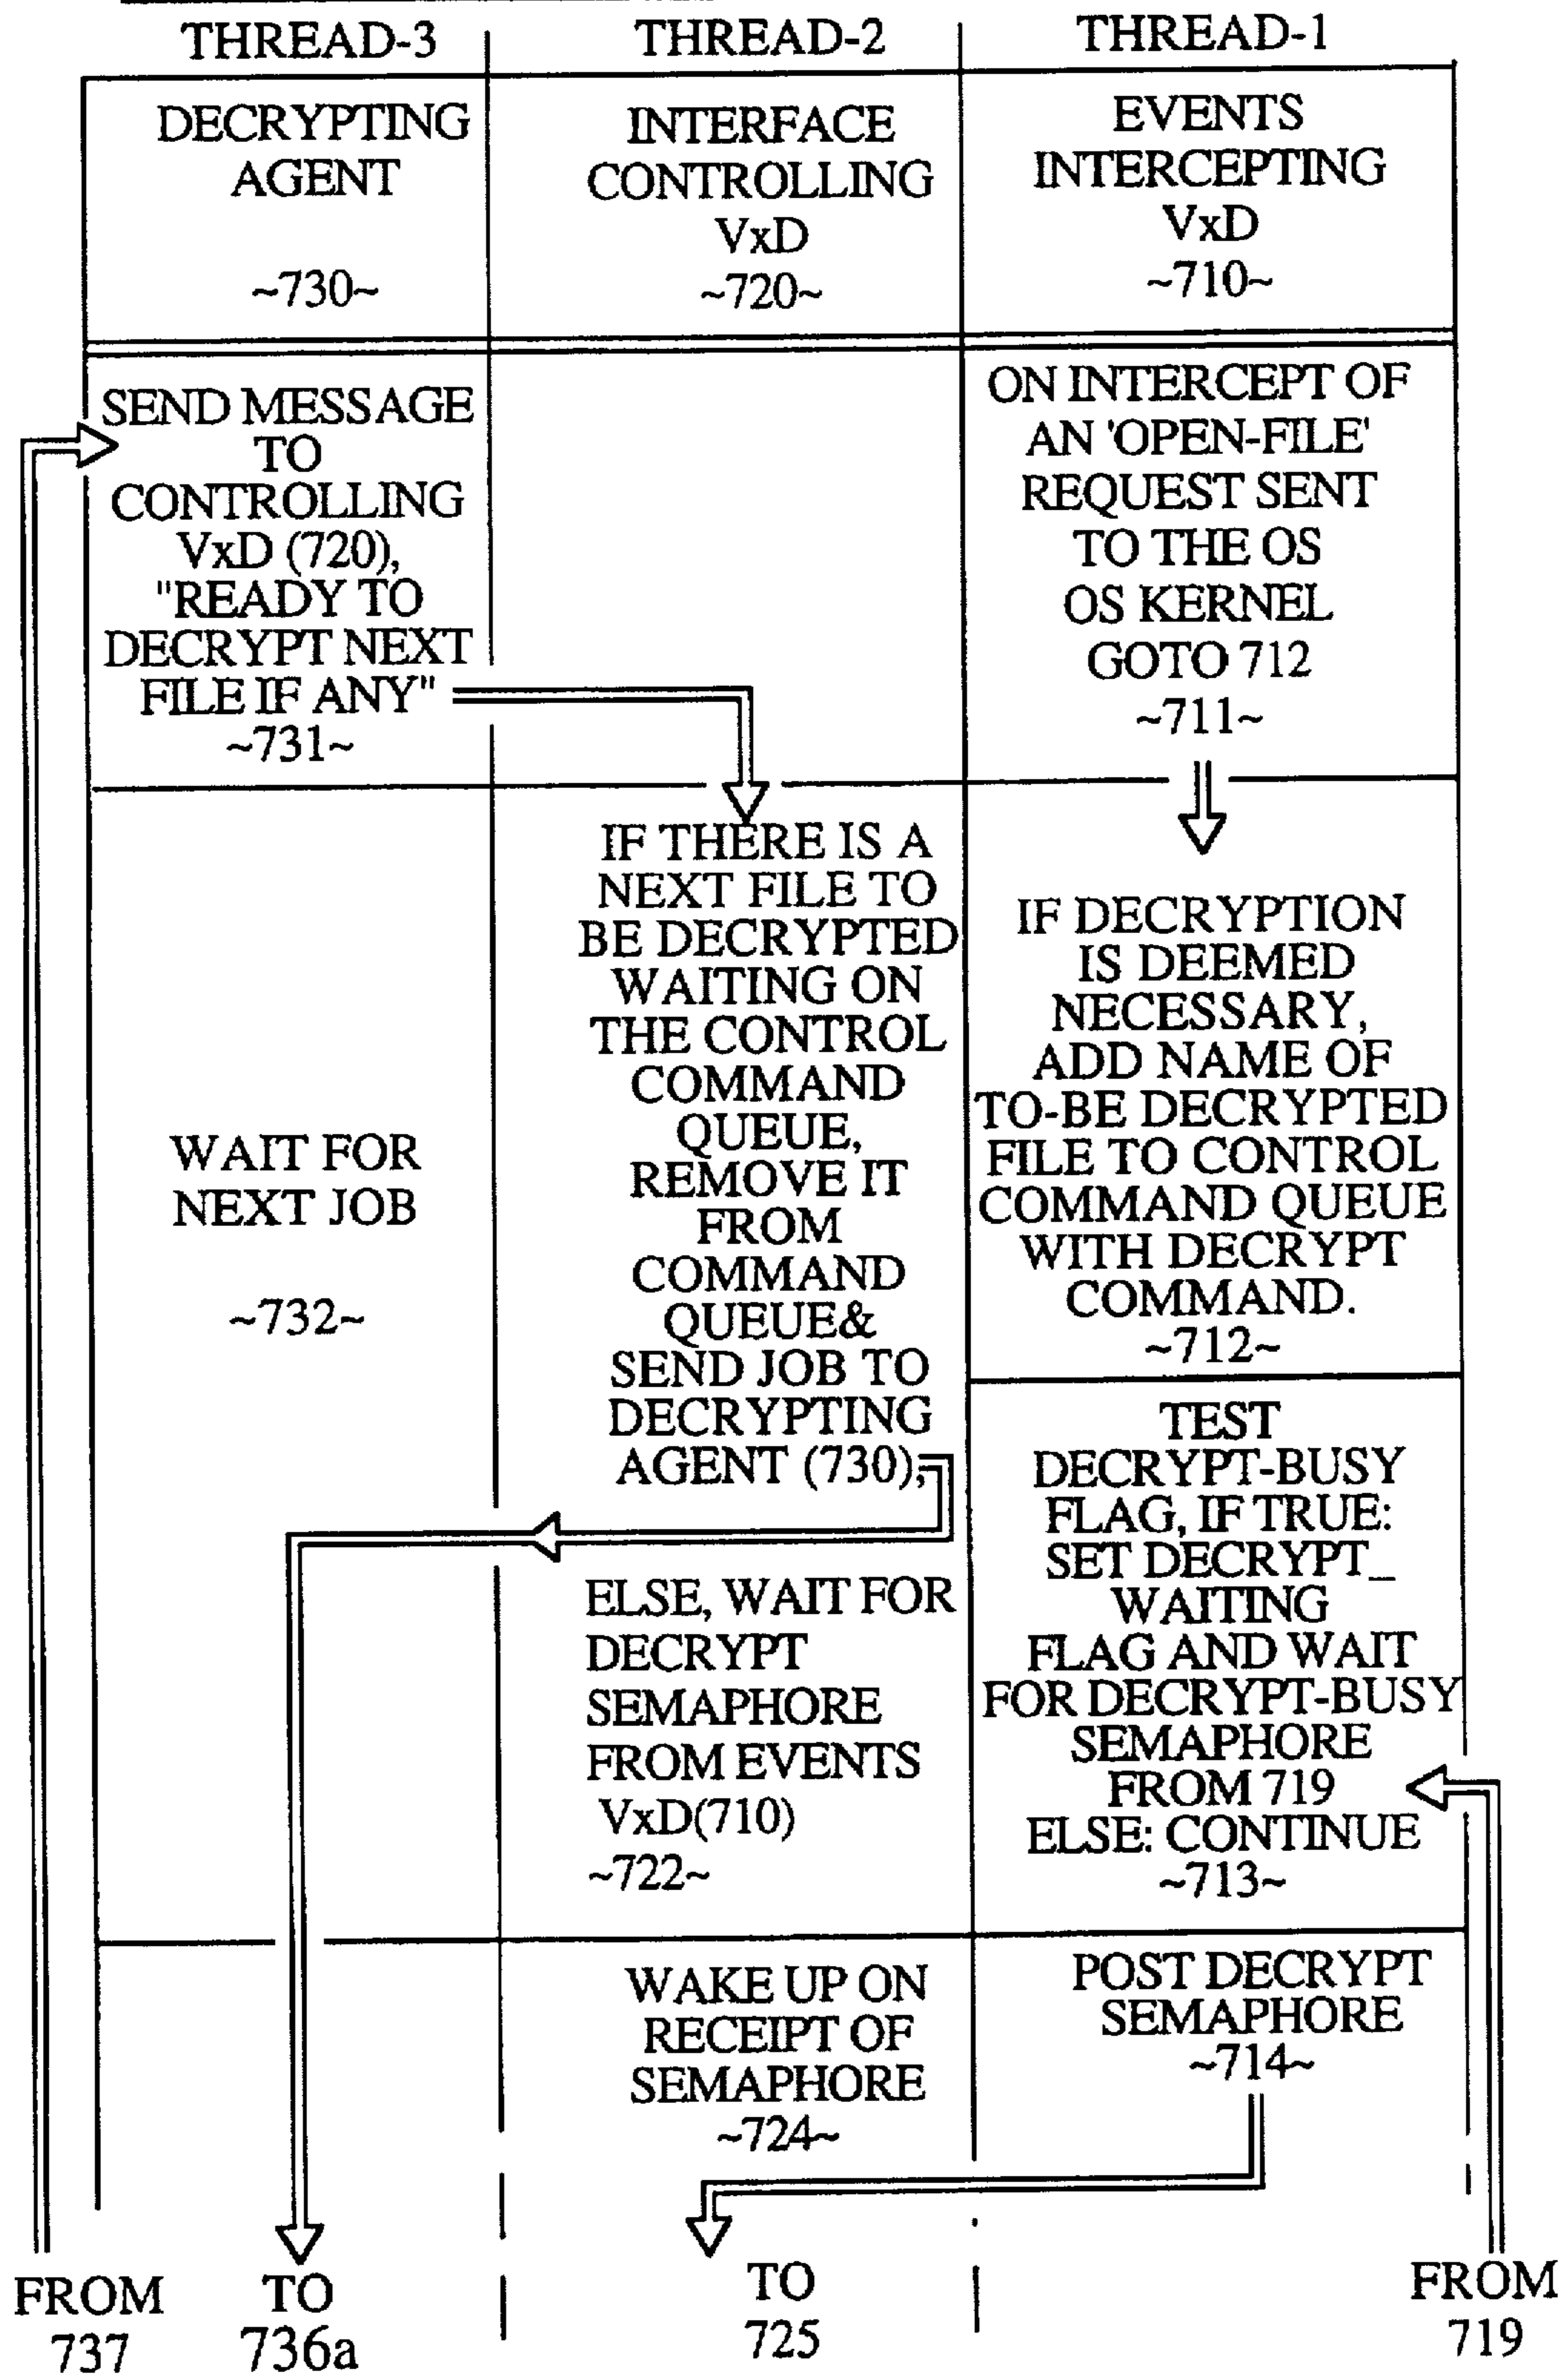 THREAD-3
THREAD-2
THREAD-1
DECRYPTING
AGENT
~730~
INTERFACE
CONTROLLING
VxD
~720~
EVENTS
INTERCEPTING
VxD
~710~
SEND MESSAGE
TO
CONTROLLING
VxD (720),
"READY TO
DECRYPT NEXT
FILE IF ANY"
~731~
ON INTERCEPT OF
AN 'OPEN-FILE'
REQUEST SENT
TO THE OS
OS KERNEL
GOTO 712
~711~
WAIT FOR
NEXT JOB
~732~
IF THERE IS A
NEXT FILE TO
BE DECRYPTED
WAITING ON
THE CONTROL
COMMAND
QUEUE,
REMOVE IT
FROM
COMMAND
QUEUE&
SEND JOB TO
DECRYPTING
AGENT (730),
ELSE, WAIT FOR
DECRYPT
SEMAPHORE
FROM EVENTS
VxD(710)
~722~
IF DECRYPTION
IS DEEMED
NECESSARY,
ADD NAME OF
TO-BE DECRYPTED
FILE TO CONTROL
COMMAND QUEUE
WITH DECRYPT
COMMAND.
~712~
TEST
DECRYPT-BUSY
FLAG, IF TRUE:
SET DECRYPT_
WAITING
FLAG AND WAIT
FOR DECRYPT-BUSY
SEMAPHORE
FROM 719
ELSE: CONTINUE
~713~
WAKE UP ON
RECEIPT OF
SEMAPHORE
~724~
POST DECRYPT
SEMAPHORE
~714~
FROM
737
TO
736a
TO
725
FROM
719